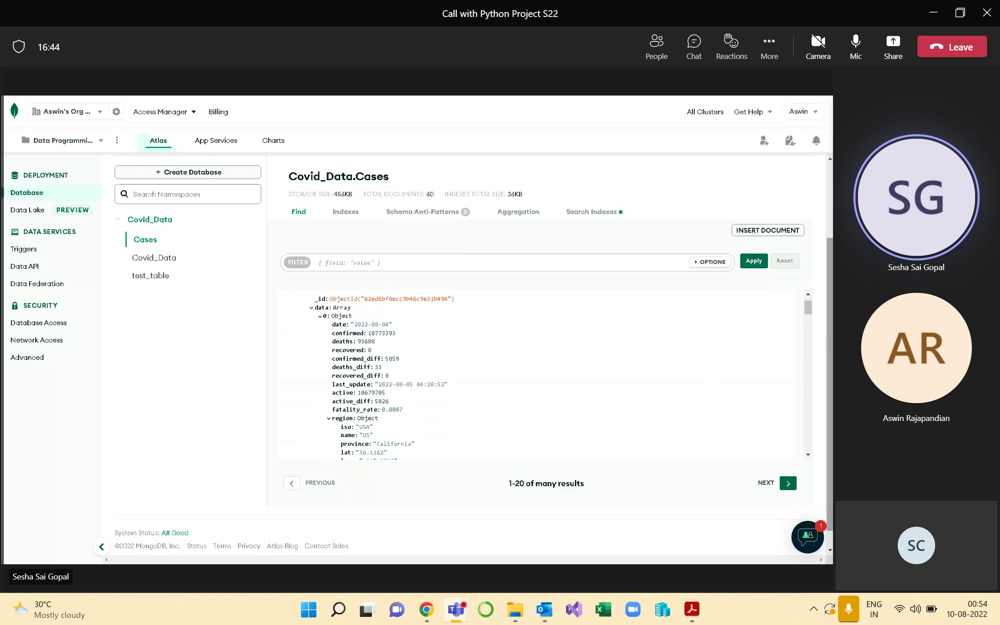 Call with Python Project S22
16:44
People
Chat
Reactions
More
Camera
Mic
Share
Leave
Aswin's Org ...
Access Manager
Billing
All Clusters
Get Help
Aswin
Data Programmi...
Atlas
App Services
Charts
DEPLOYMENT
Database
Data Lake PREVIEW
DATA SERVICES
Triggers
Data API
Data Federation
SECURITY
Database Access
Network Access
Advanced
+ Create Database
Search Namespaces
Covid_Data
Cases
Covid_Data
test_table
Covid_Data.Cases
STORAGE SIZE: 456KB TOTAL DOCUMENTS: 60 INDEXES TOTAL SIZE: 36KB
Find Indexes Schema Anti-Patterns 0 Aggregation Search Indexes
INSERT DOCUMENT
FILTER { field: 'value' } OPTIONS Apply Reset
_id: ObjectId("62ed6bf8ecc9b46c9e31b494")
data: Array
0: Object
date: "2022-08-04"
confirmed: 10773393
deaths: 93688
recovered: 0
confirmed_diff: 5059
deaths_diff: 33
recovered_diff: 0
last_update: "2022-08-05 04:20:52"
active: 10679705
active_diff: 5026
fatality_rate: 0.0087
region: Object
iso: "USA"
name: "US"
province: "California"
lat: "36.1162"
PREVIOUS
1-20 of many results
NEXT
System Status: All Good
©2022 MongoDB, Inc. Status Terms Privacy Atlas Blog Contact Sales
1
SG
Sesha Sai Gopal
AR
Aswin Rajapandian
SC
Sesha Sai Gopal
30°C
Mostly cloudy
ENG
IN
00:54
10-08-2022